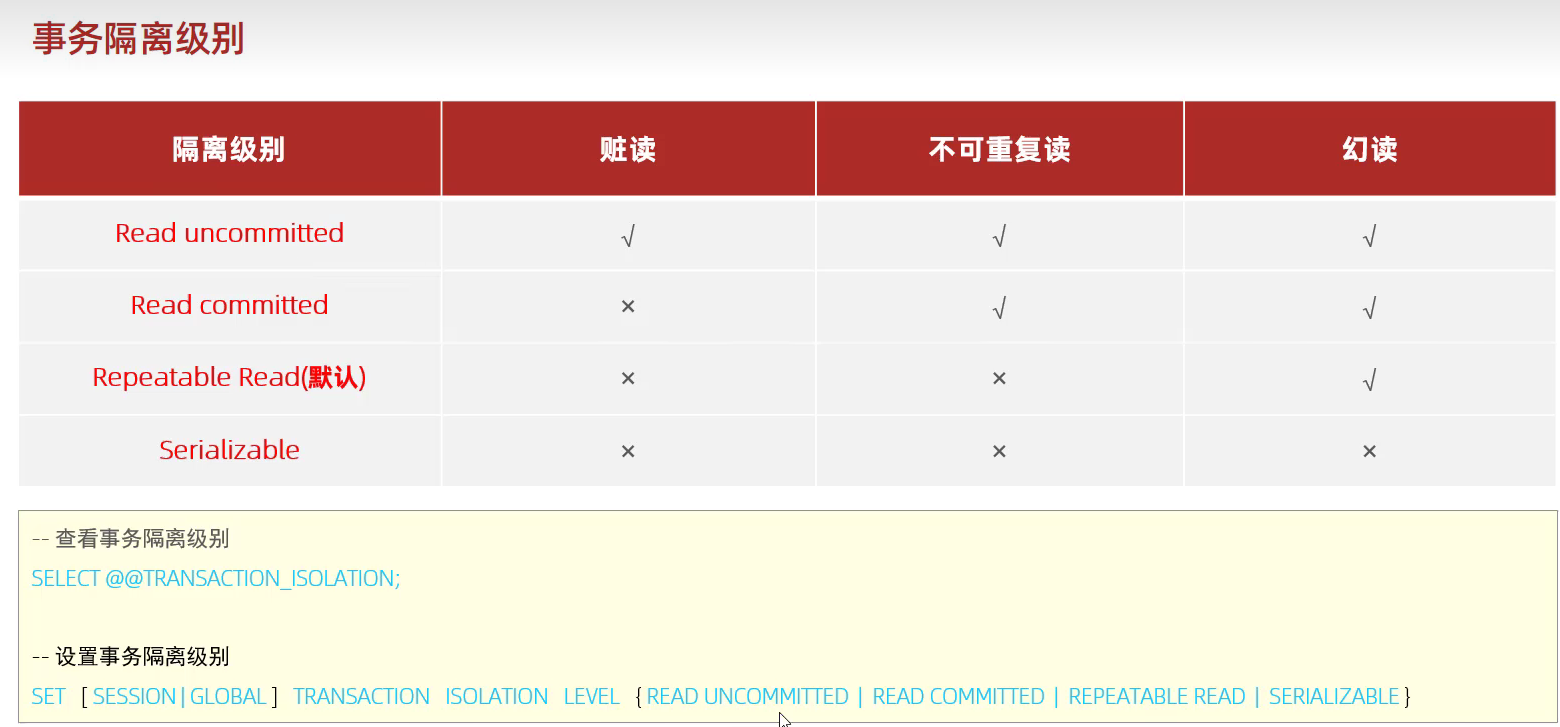 事务隔离级别
隔离级别 脏读 不可重复读 幻读
Read uncommitted √ √ √
Read committed × √ √
Repeatable Read(默认) × × √
Serializable × × ×
-- 查看事务隔离级别
SELECT @@TRANSACTION_ISOLATION;
-- 设置事务隔离级别
SET [ SESSION | GLOBAL ] TRANSACTION ISOLATION LEVEL { READ UNCOMMITTED | READ COMMITTED | REPEATABLE READ | SERIALIZABLE }